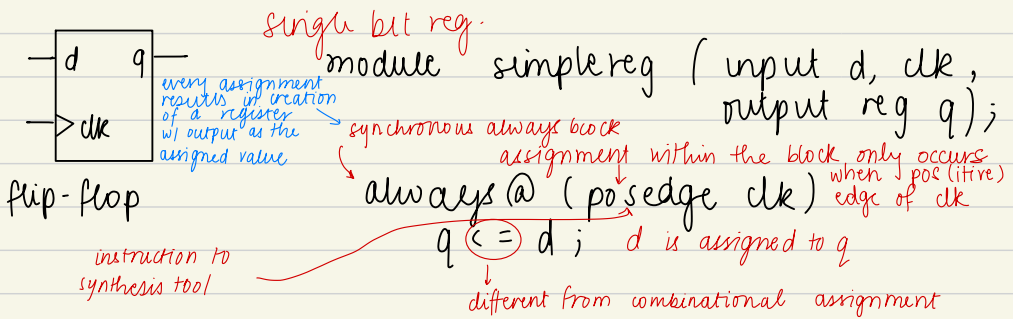 single bit reg.
d q
clk
flip-flop
module simplereg (input d, clk,
output reg q);
every assignment
results in creation
of a register
w/ output as the
assigned value
synchronous always block
assignment within the block only occurs
when pos(itive)
edge of clk
always@ (posedge clk)
q <= d;
d is assigned to q
instruction to
synthesis tool
different from combinational assignment